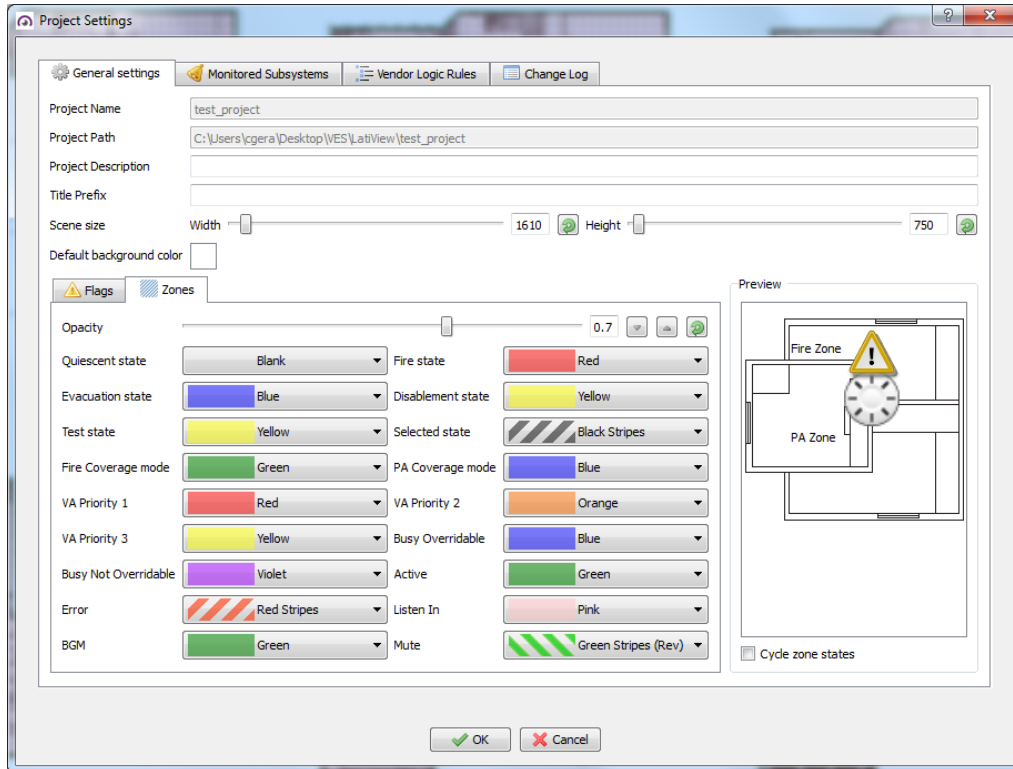 Project Settings
?
General settings Monitored Subsystems Vendor Logic Rules Change Log
Project Name test_project
Project Path C:\Users\cgera\Desktop\VES\LatiView\test_project
Project Description
Title Prefix
Scene size Width 1610 Height 750
Default background color
Flags Zones
Preview
Opacity 0.7
Quiescent state Blank Fire state Red
Evacuation state Blue Disablement state Yellow
Test state Yellow Selected state Black Stripes
Fire Coverage mode Green PA Coverage mode Blue
VA Priority 1 Red VA Priority 2 Orange
VA Priority 3 Yellow Busy Overridable Blue
Busy Not Overridable Violet Active Green
Error Red Stripes Listen In Pink
BGM Green Mute Green Stripes (Rev)
Fire Zone
PA Zone
Cycle zone states
OK Cancel